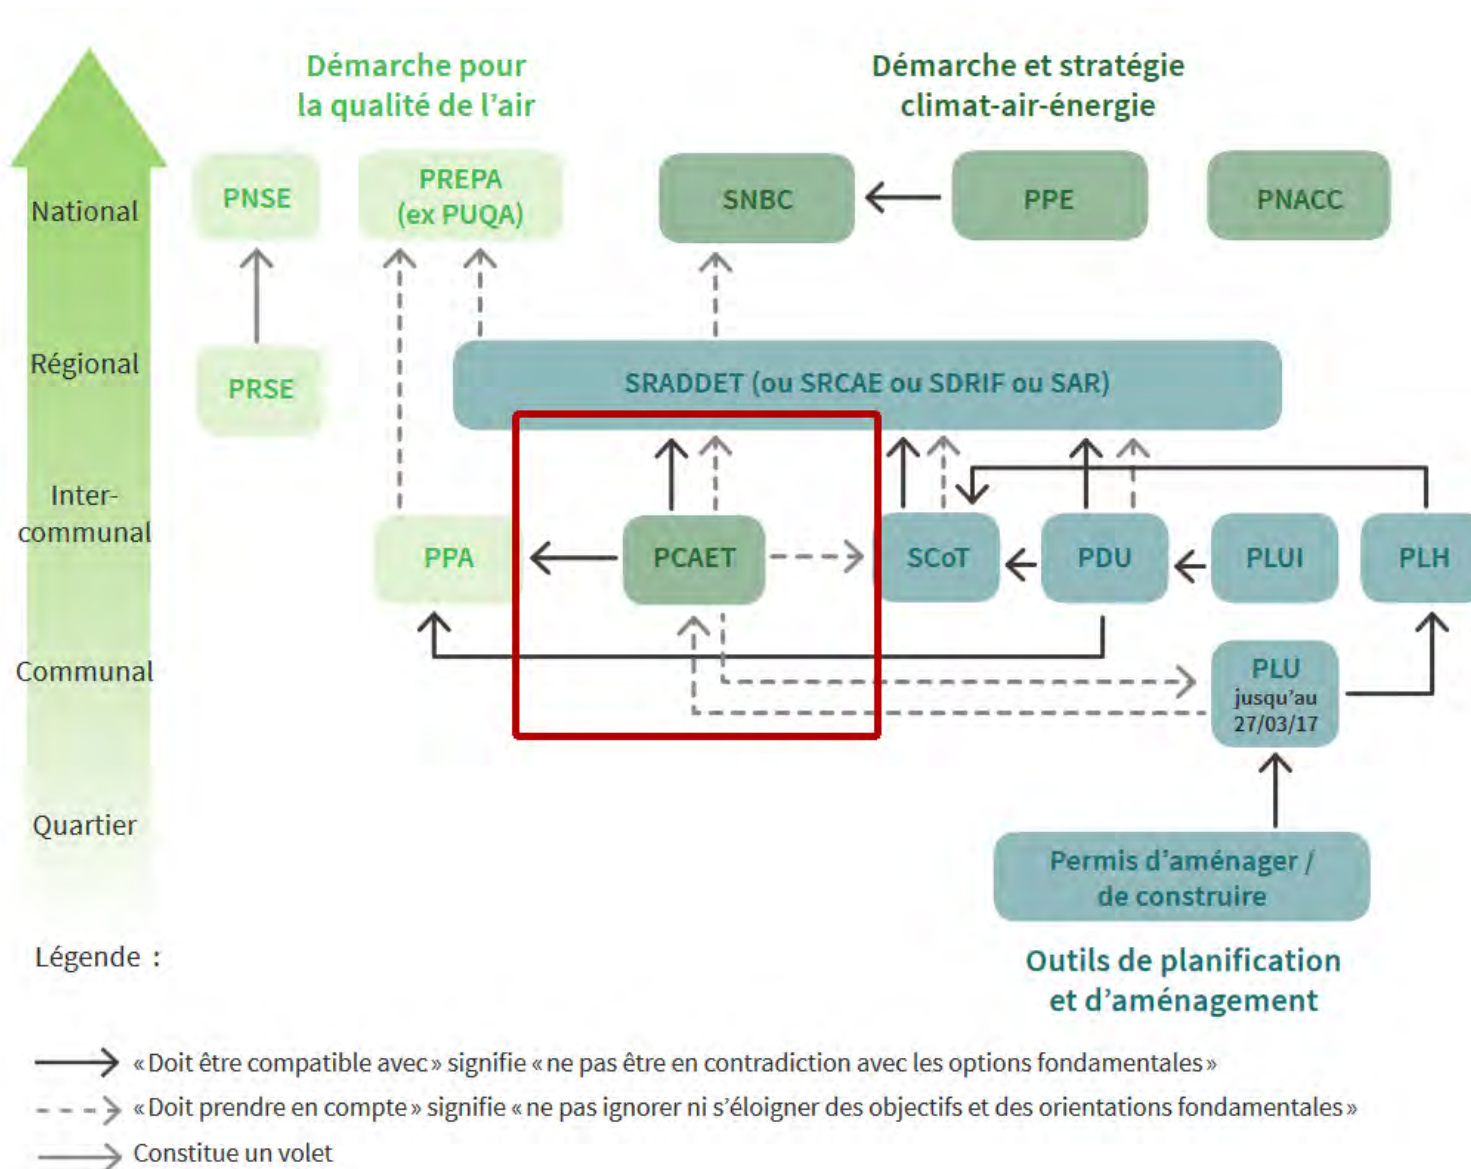 Démarche pour
la qualité de l’air
Démarche et stratégie
climat-air-énergie
National
PNSE
PREPA
(ex PUQA)
SNBC
PPE
PNACC
Régional
PRSE
SRADDET (ou SRCAE ou SDRIF ou SAR)
Inter-
communal
PPA
PCAET
SCoT
PDU
PLUI
PLH
Communal
PLU
jusqu’au
27/03/17
Quartier
Permis d’aménager /
de construire
Outils de planification
et d’aménagement
Légende :
«Doit être compatible avec» signifie «ne pas être en contradiction avec les options fondamentales»
«Doit prendre en compte» signifie «ne pas ignorer ni s’éloigner des objectifs et des orientations fondamentales»
Constitue un volet